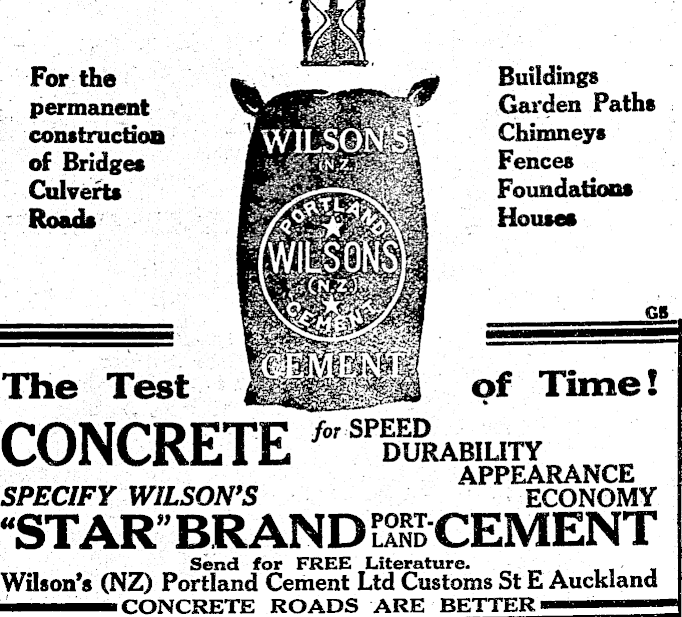 For the
permanent
construction
of Bridges
Culverts
Roads
Buildings
Garden Paths
Chimneys
Fences
Foundations
Houses
WILSON'S
(N.Z.)
PORTLAND
WILSONS
(N.Z.)
CEMENT
CEMENT
GB
The Test of Time!
CONCRETE for SPEED
DURABILITY
APPEARANCE
ECONOMY
SPECIFY WILSON'S
"STAR" BRAND PORT-LAND CEMENT
Send for FREE Literature.
Wilson's (NZ) Portland Cement Ltd Customs St E Auckland
CONCRETE ROADS ARE BETTER